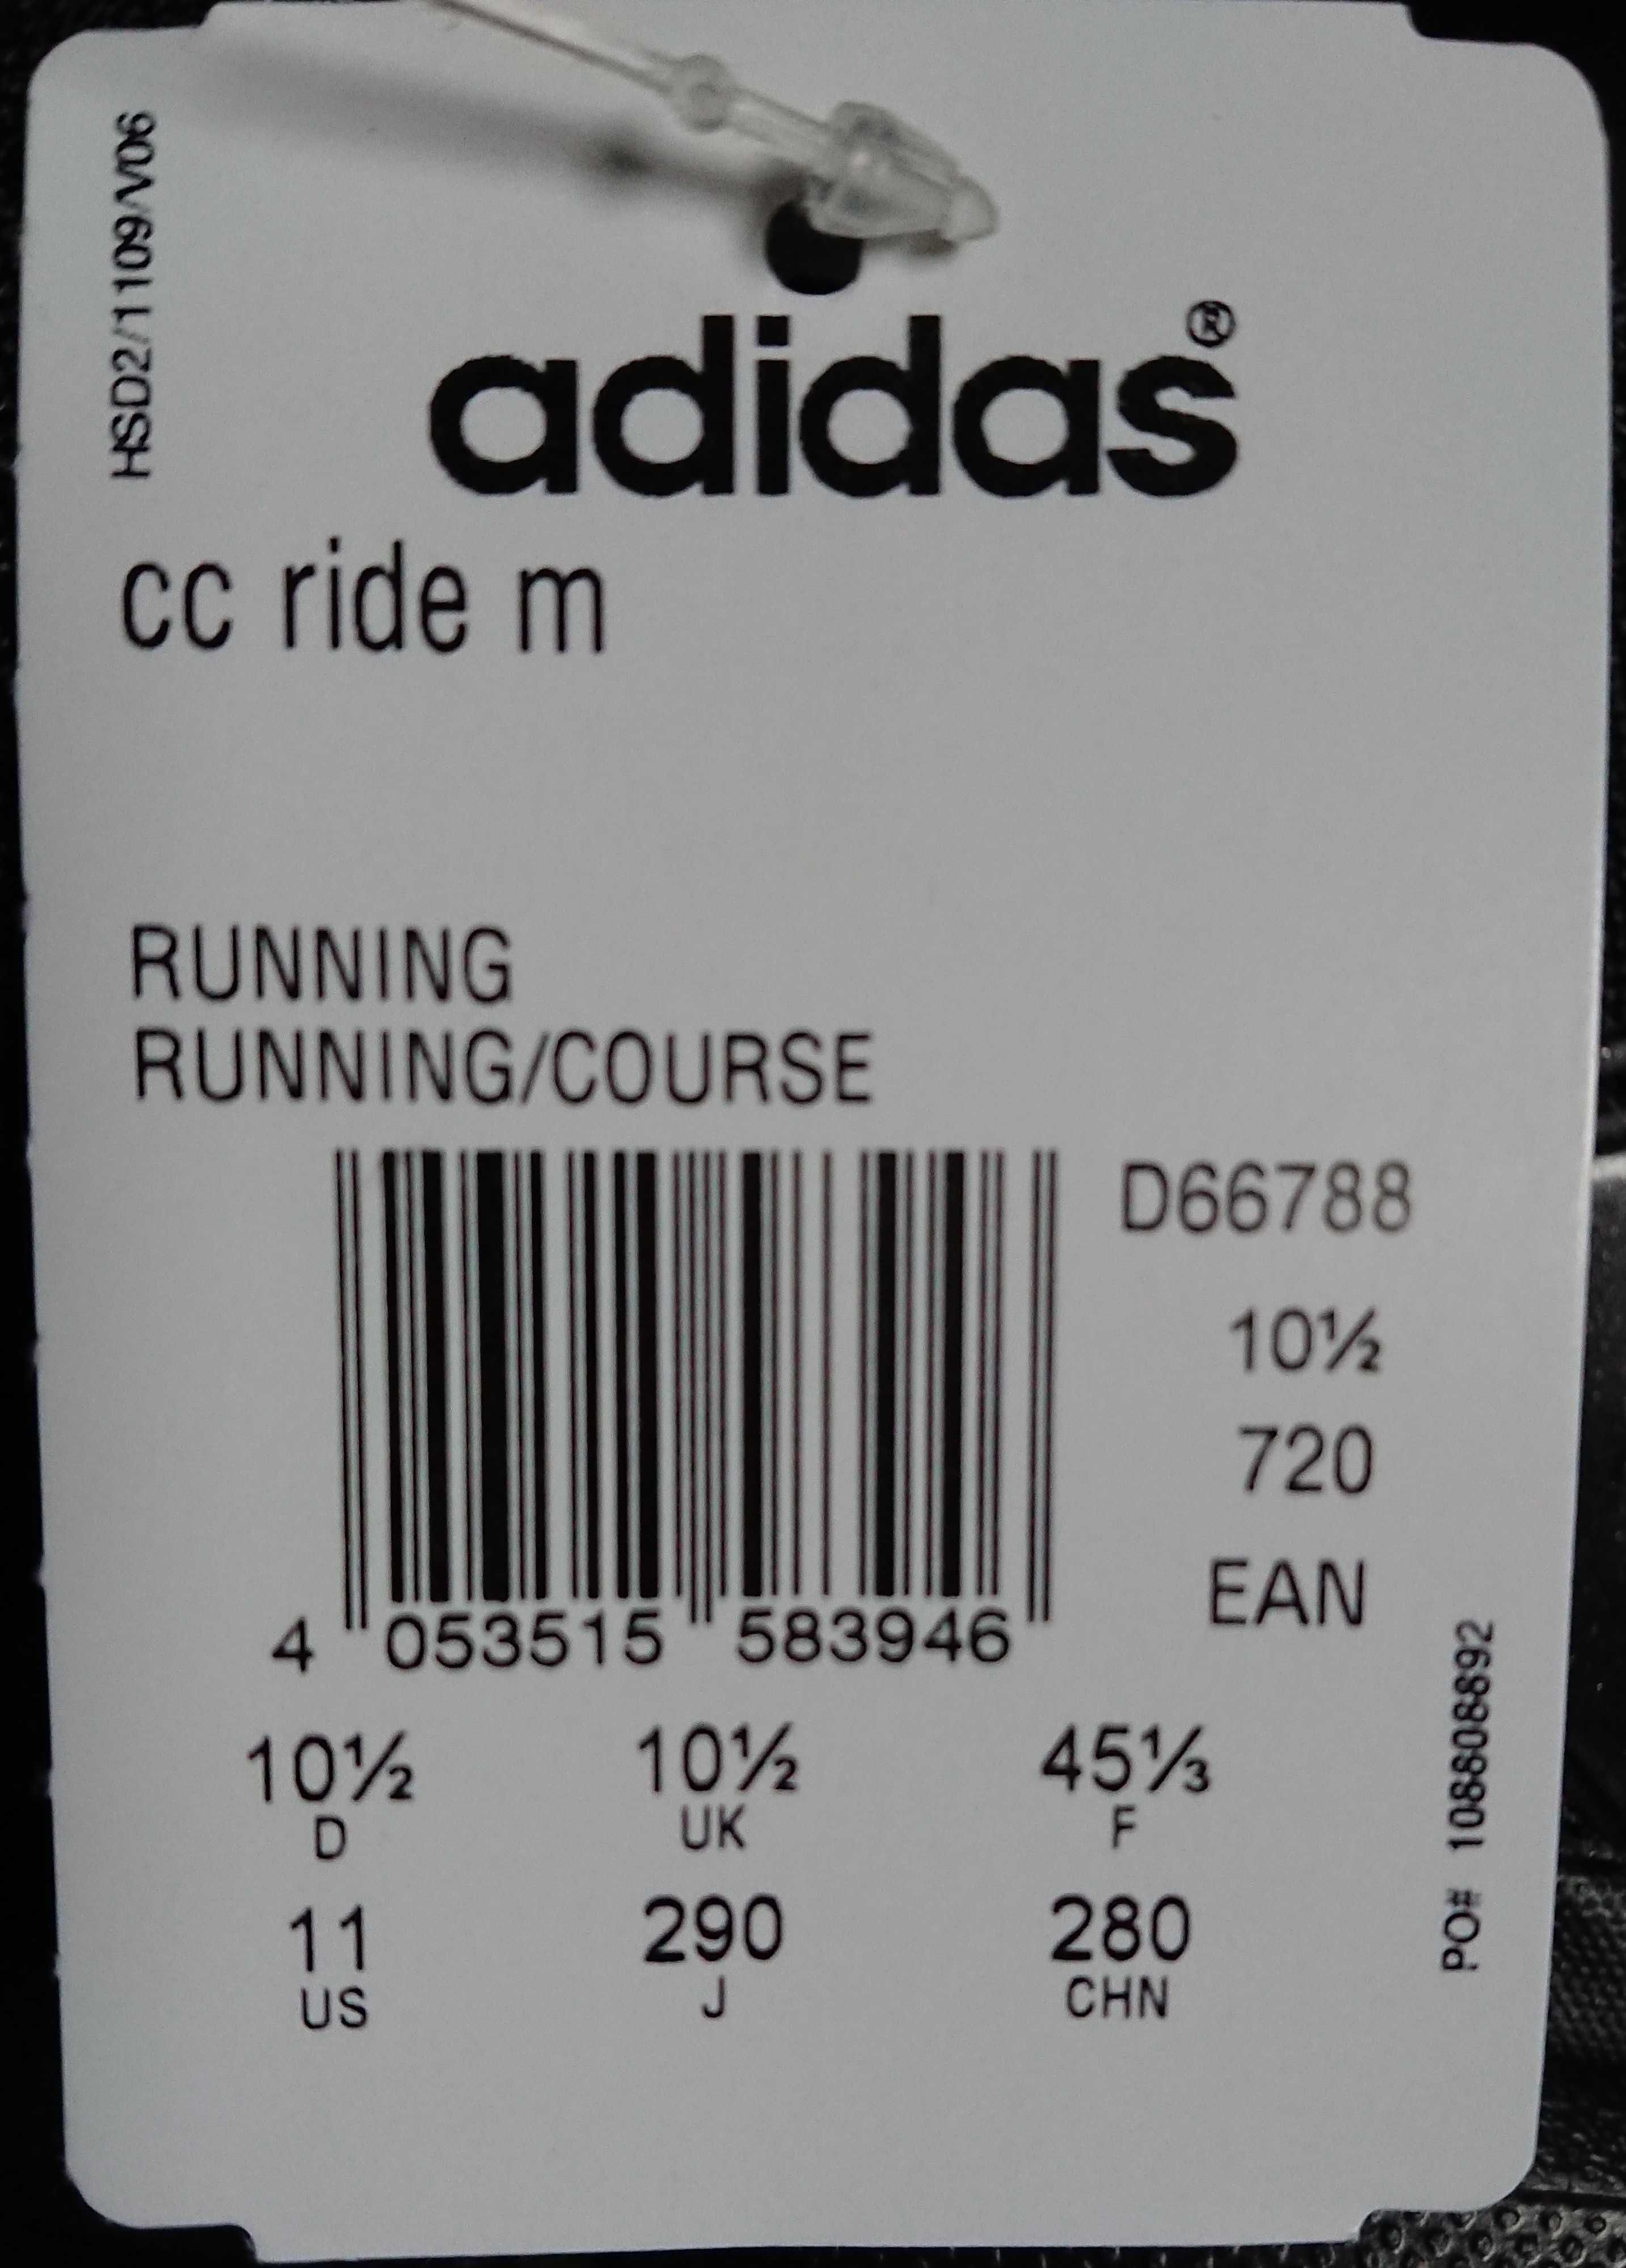 HSD2/1109/V06
adidas®
cc ride m
RUNNING
RUNNING/COURSE
D66788
10½
720
EAN
4 053515 583946
10½ 10½ 45⅓
D UK F
11 290 280
US J CHN
PO# 108808892